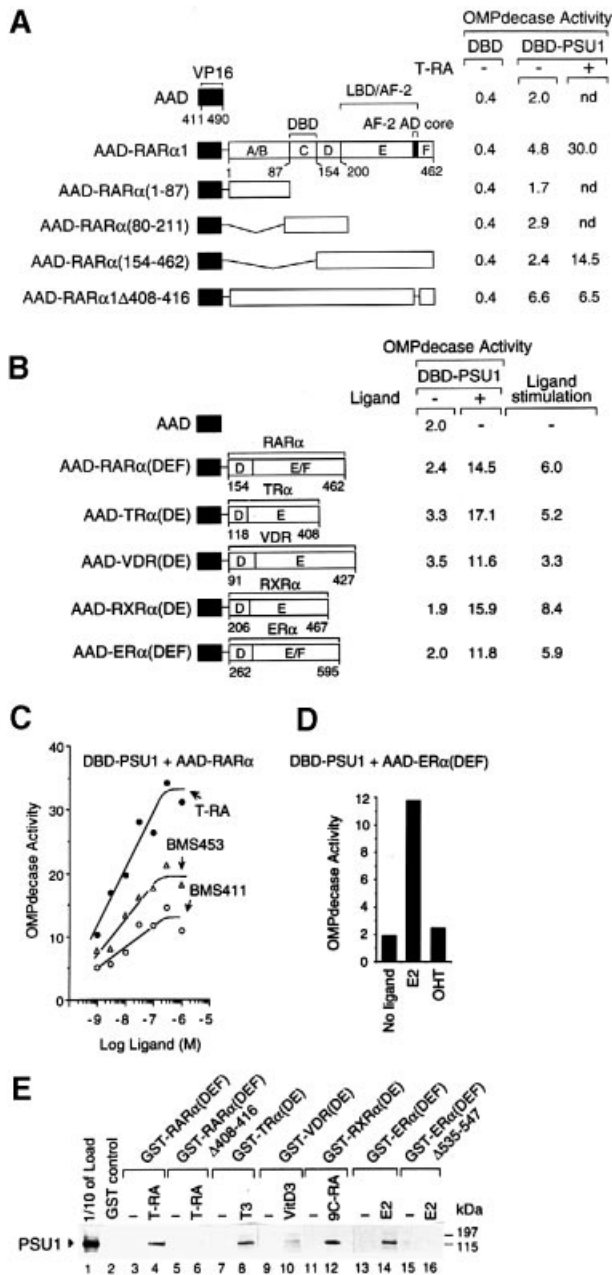 A
OMPdecase Activity
DBD DBD-PSU1
T-RA - - +
VP16
AAD 0.4 2.0 nd
411 490
LBD/AF-2
DBD AF-2 AD core
AAD-RARα1 A/B C D E F 0.4 4.8 30.0
1 87 154 200 462
AAD-RARα(1-87) 0.4 1.7 nd
AAD-RARα(80-211) 0.4 2.9 nd
AAD-RARα(154-462) 0.4 2.4 14.5
AAD-RARα1Δ408-416 0.4 6.6 6.5
B
OMPdecase Activity
DBD-PSU1 Ligand stimulation
Ligand - +
AAD 2.0 - -
RARα
AAD-RARα(DEF) D E/F 2.4 14.5 6.0
154 462
TRα
AAD-TRα(DE) D E 3.3 17.1 5.2
118 408
VDR
AAD-VDR(DE) D E 3.5 11.6 3.3
91 427
RXRα
AAD-RXRα(DE) D E 1.9 15.9 8.4
206 467
ERα
AAD-ERα(DEF) D E/F 2.0 11.8 5.9
262 595
C
DBD-PSU1 + AAD-RARα
OMPdecase Activity
40
30
20
10
0
T-RA
BMS453
BMS411
-9 -8 -7 -6 -5
Log Ligand (M)
D
DBD-PSU1 + AAD-ERα(DEF)
OMPdecase Activity
12
10
8
6
4
2
0
No ligand E2 OHT
E
GST-RARα(DEF)
GST-RARα(DEF) Δ408-416
GST-TRα(DE)
GST-VDR(DE)
GST-RXRα(DE)
GST-ERα(DEF)
GST-ERα(DEF) Δ535-547
1/10 of Load GST control - T-RA - T-RA - T3 - VitD3 - 9C-RA - E2 - E2 kDa
PSU1
197
115
1 2 3 4 5 6 7 8 9 10 11 12 13 14 15 16